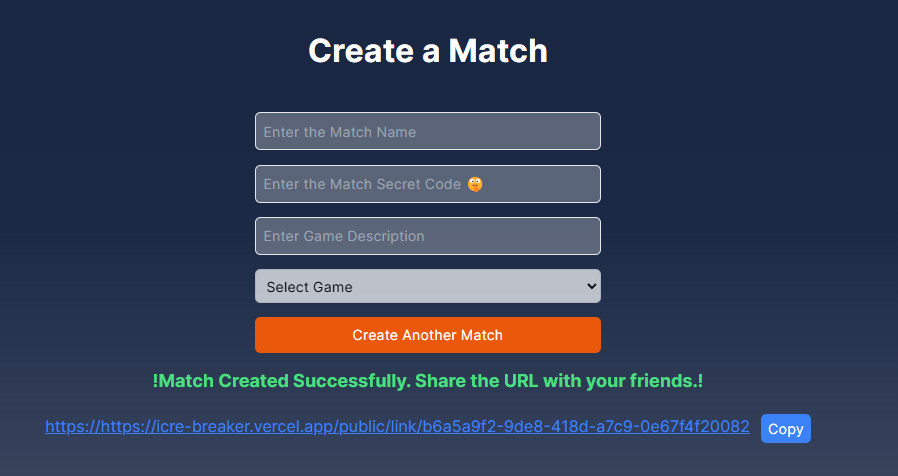 Create a Match
Enter the Match Name
Enter the Match Secret Code 🤫
Enter Game Description
Select Game
Create Another Match
!Match Created Successfully. Share the URL with your friends.!
https://https://icre-breaker.vercel.app/public/link/b6a5a9f2-9de8-418d-a7c9-0e67f4f20082 Copy